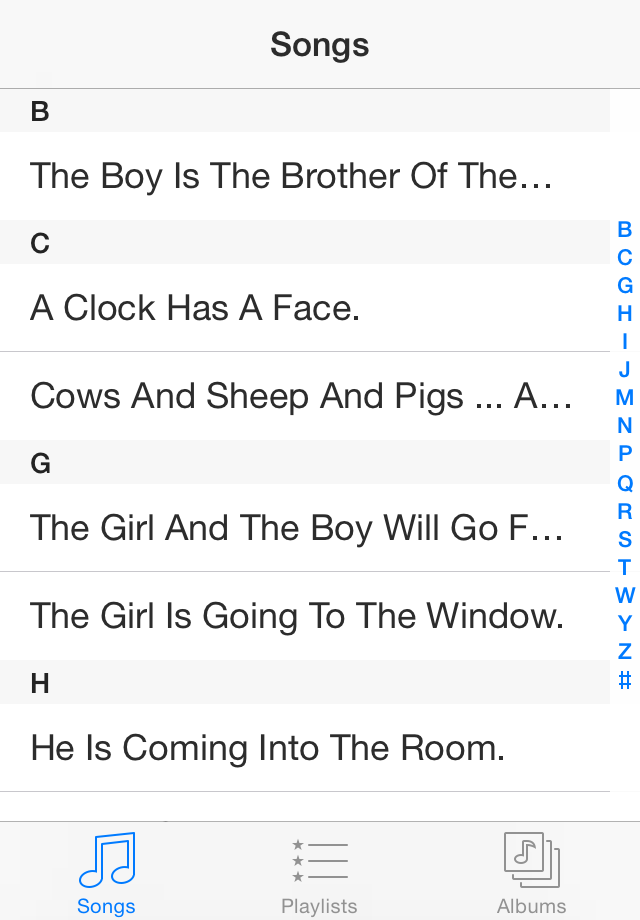 Songs
B
The Boy Is The Brother Of The…
C
A Clock Has A Face.
Cows And Sheep And Pigs ... A…
G
The Girl And The Boy Will Go F…
The Girl Is Going To The Window.
H
He Is Coming Into The Room.
B
C
G
H
I
J
M
N
P
Q
R
S
T
W
Y
Z
#
Songs
Playlists
Albums